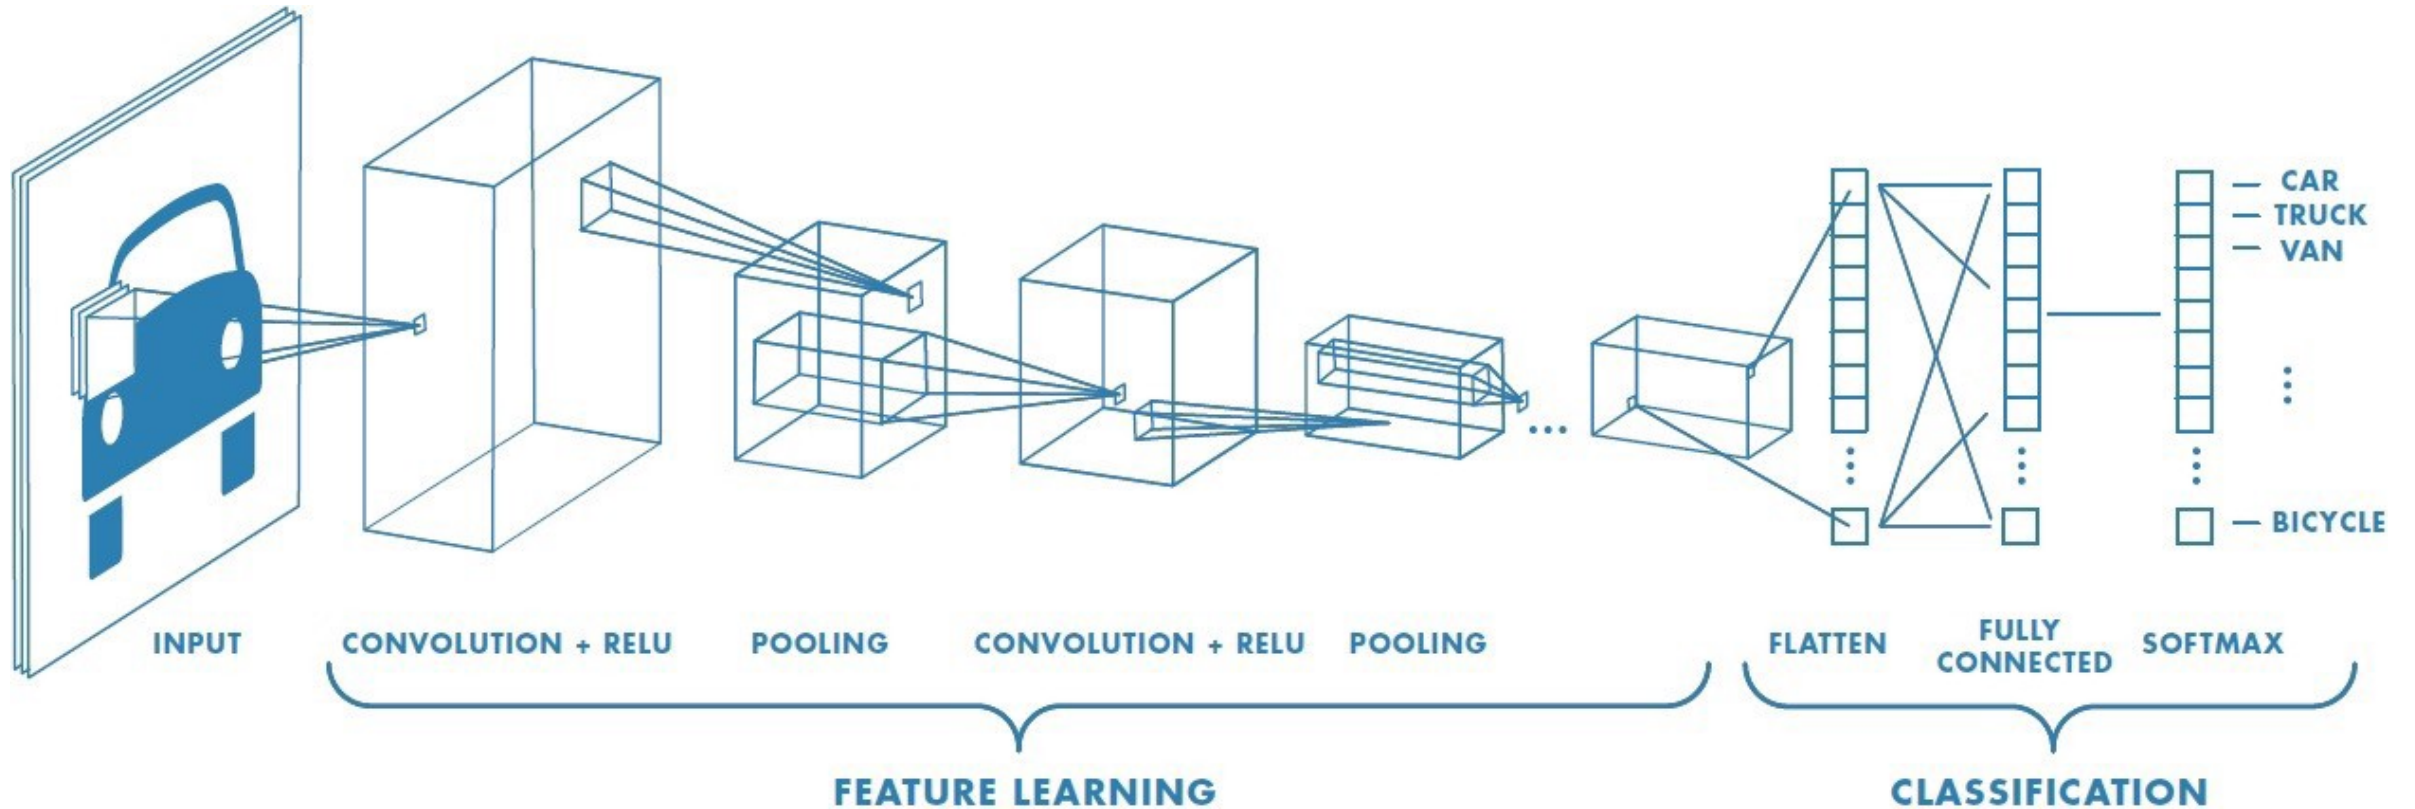 CAR
TRUCK
VAN
BICYCLE
INPUT
CONVOLUTION + RELU
POOLING
CONVOLUTION + RELU
POOLING
FLATTEN
FULLY
CONNECTED
SOFTMAX
FEATURE LEARNING
CLASSIFICATION